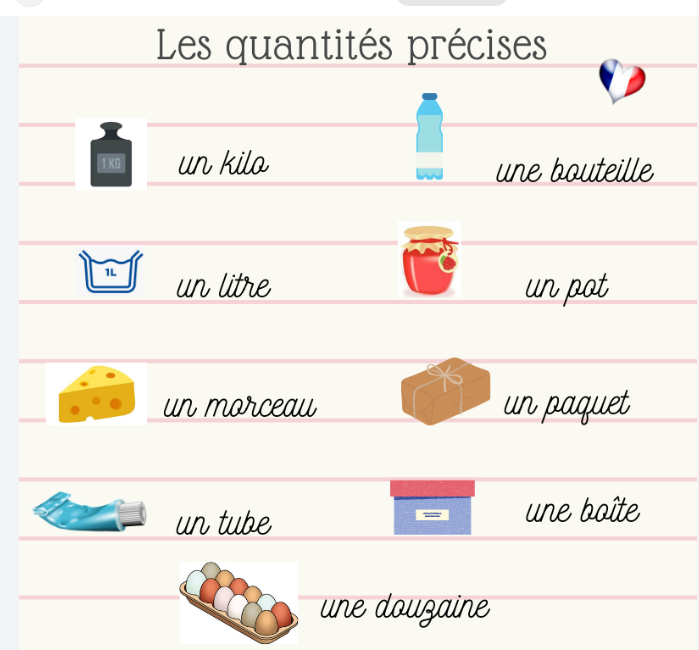 Les quantités précises
1 KG
un kilo
une bouteille
1L
un litre
un pot
un morceau
un paquet
un tube
une boîte
une douzaine